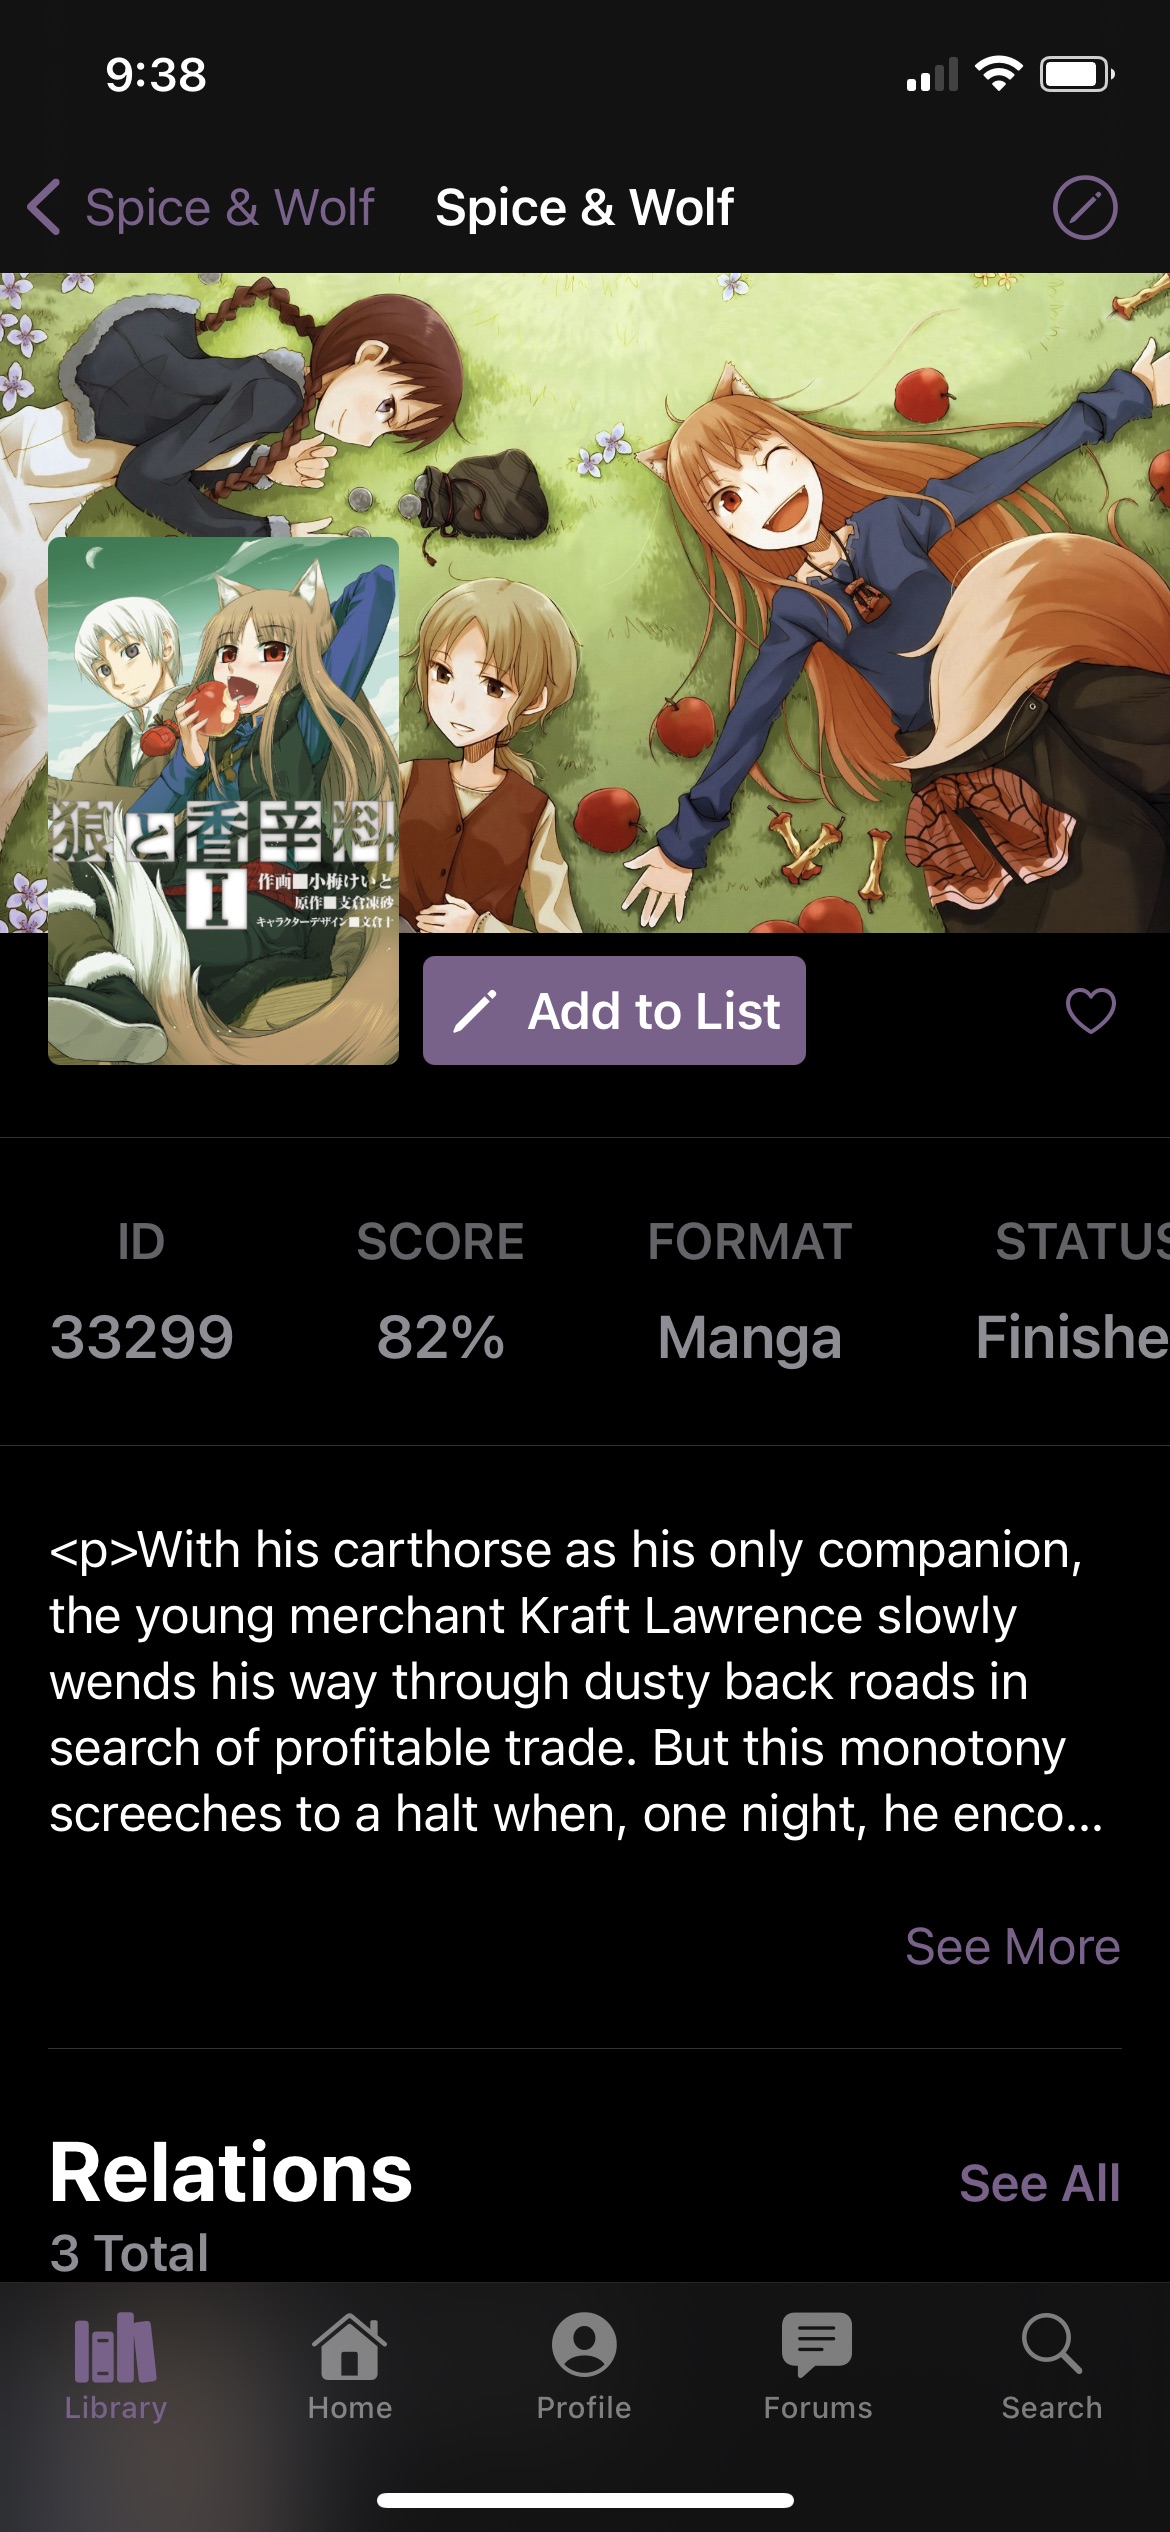 9:38
Spice & Wolf
Spice & Wolf
狼と香辛料
I
作画■小梅けいと
原作■支倉凍砂
キャラクターデザイン■文倉十
Add to List
ID SCORE FORMAT STATUS
33299 82% Manga Finishe
<p>With his carthorse as his only companion,
the young merchant Kraft Lawrence slowly
wends his way through dusty back roads in
search of profitable trade. But this monotony
screeches to a halt when, one night, he enco...
See More
Relations
See All
3 Total
Library Home Profile Forums Search